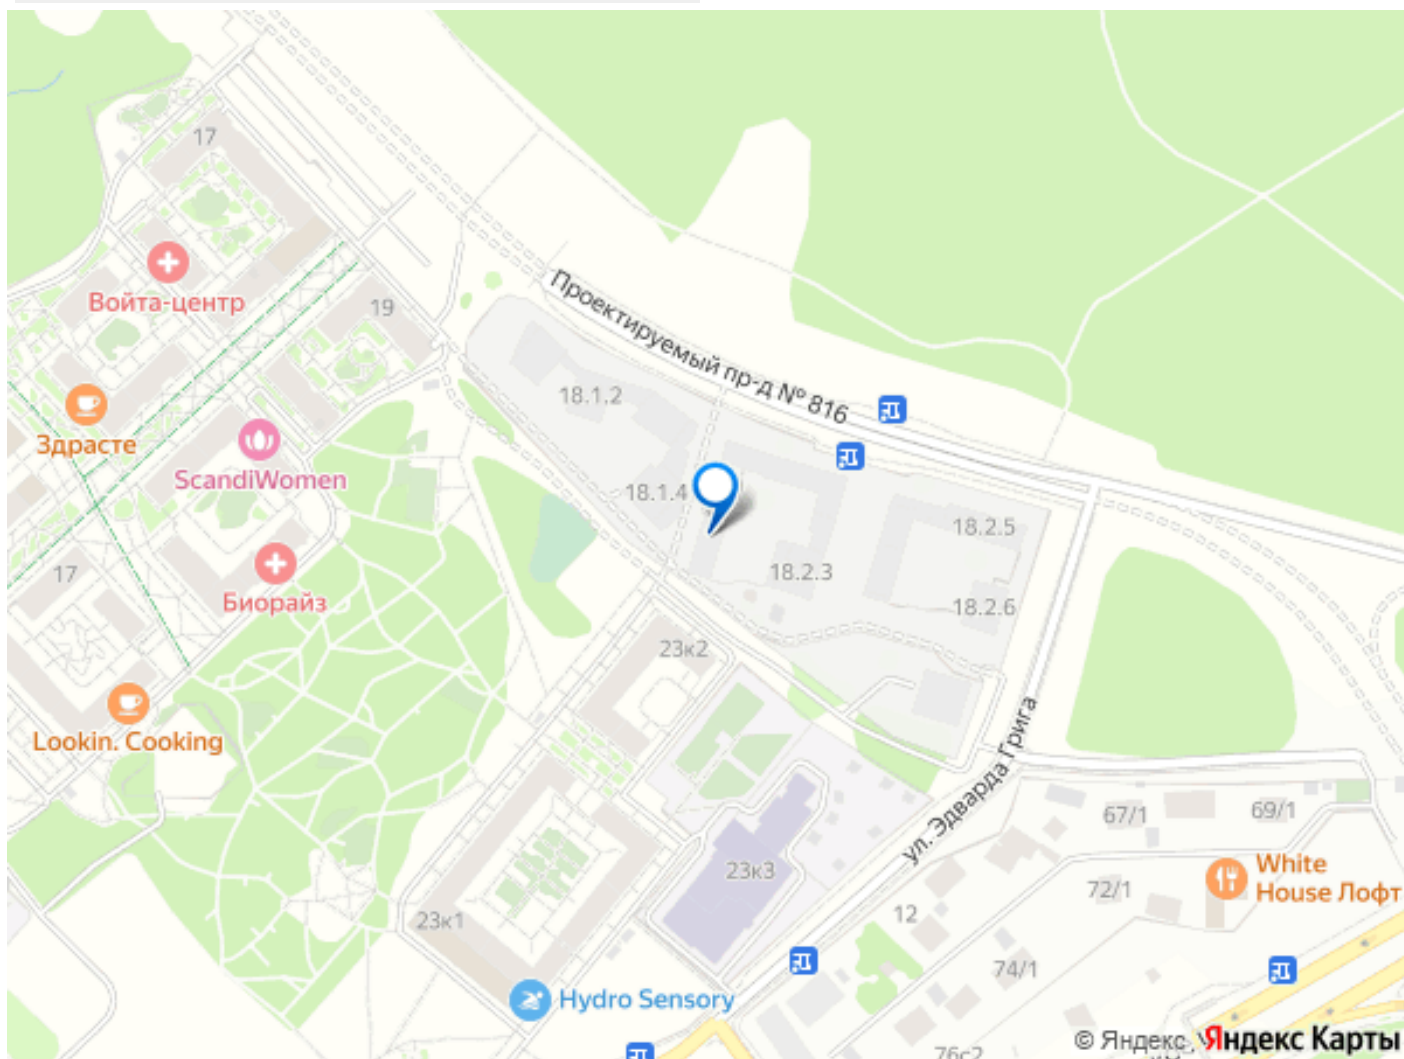 17
Войта-центр
19
Проектируемый пр-д № 816
18.1.2
Здрасте
ScandiWomen
18.1.4
18.2.5
18.2.3
17
Биорайз
18.2.6
23к2
Lookin. Cooking
ул. Эдварда Грига
67/1
69/1
White
House Лофт
23к3
72/1
12
23к1
74/1
Hydro Sensory
76с2
© Яндекс
Яндекс Карты